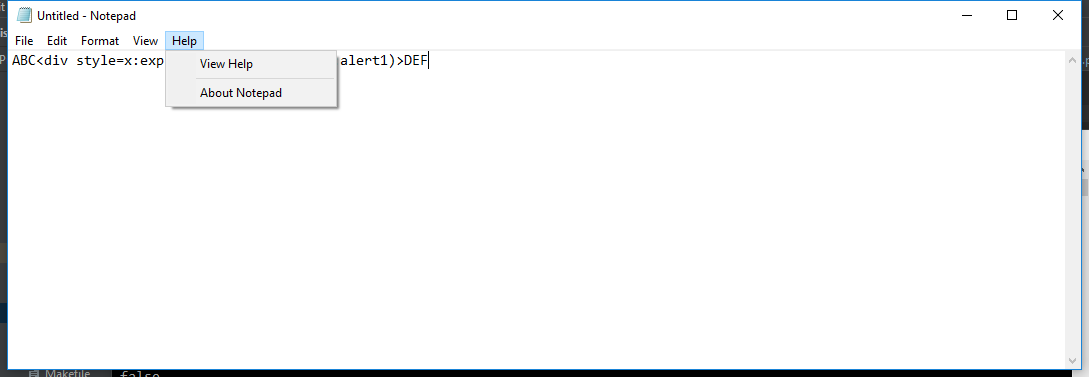 Untitled - Notepad
File Edit Format View Help
ABC<div style=x:exp alert1)>DEF
View Help
About Notepad
Makefile false